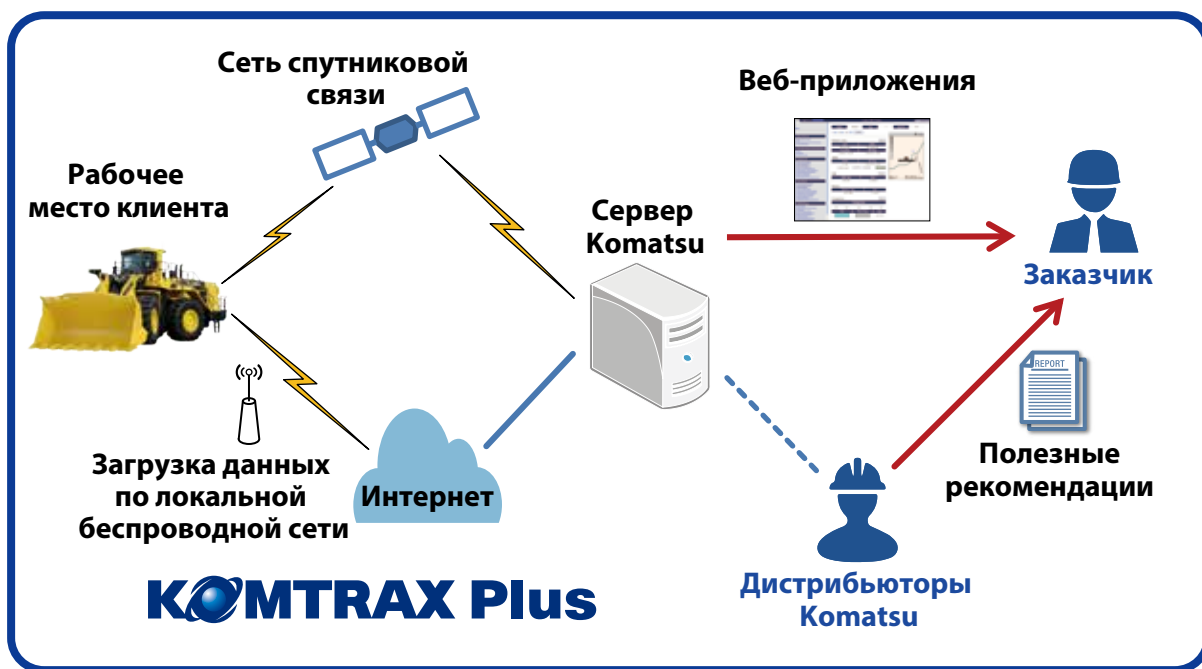 Сеть спутниковой
связи
Веб-приложения
Рабочее
место клиента
Сервер
Komatsu
Заказчик
REPORT
Загрузка данных
по локальной
беспроводной сети
Интернет
Полезные
рекомендации
Дистрибьюторы
Komatsu
KOMTRAX Plus